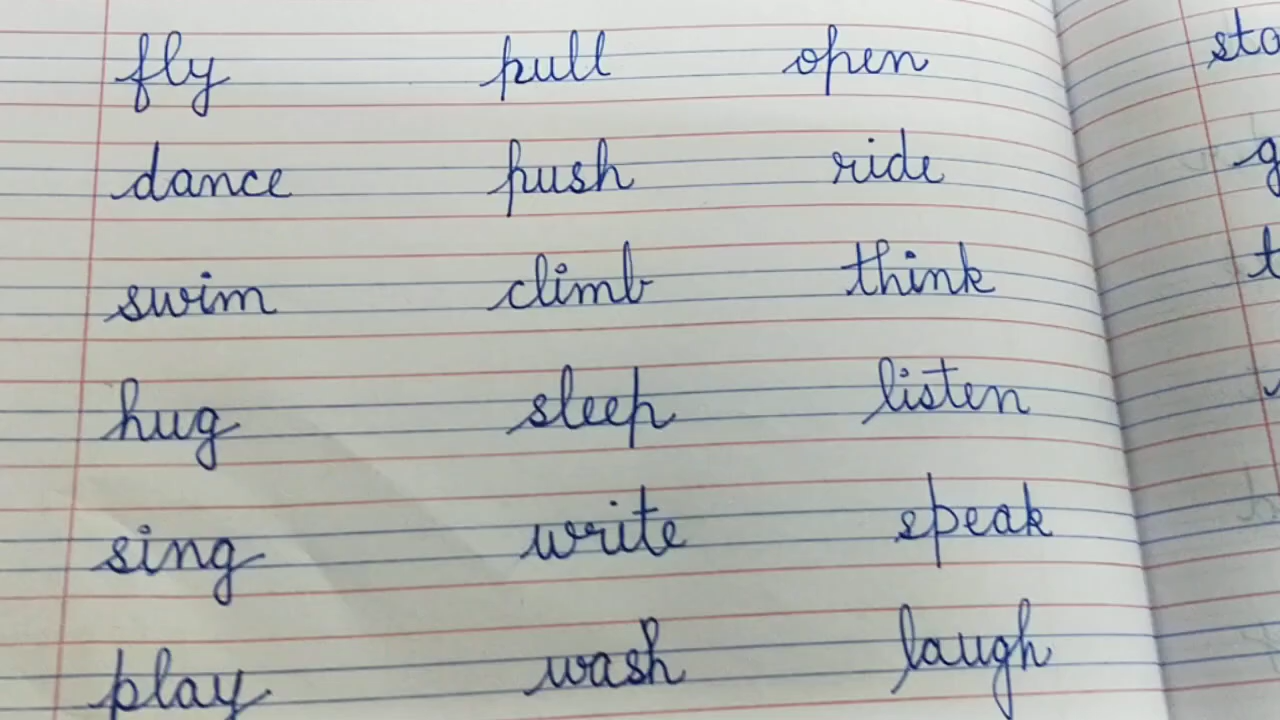 fly pull open
dance push ride
swim climb think
hug sleep listen
sing write speak
play wash laugh